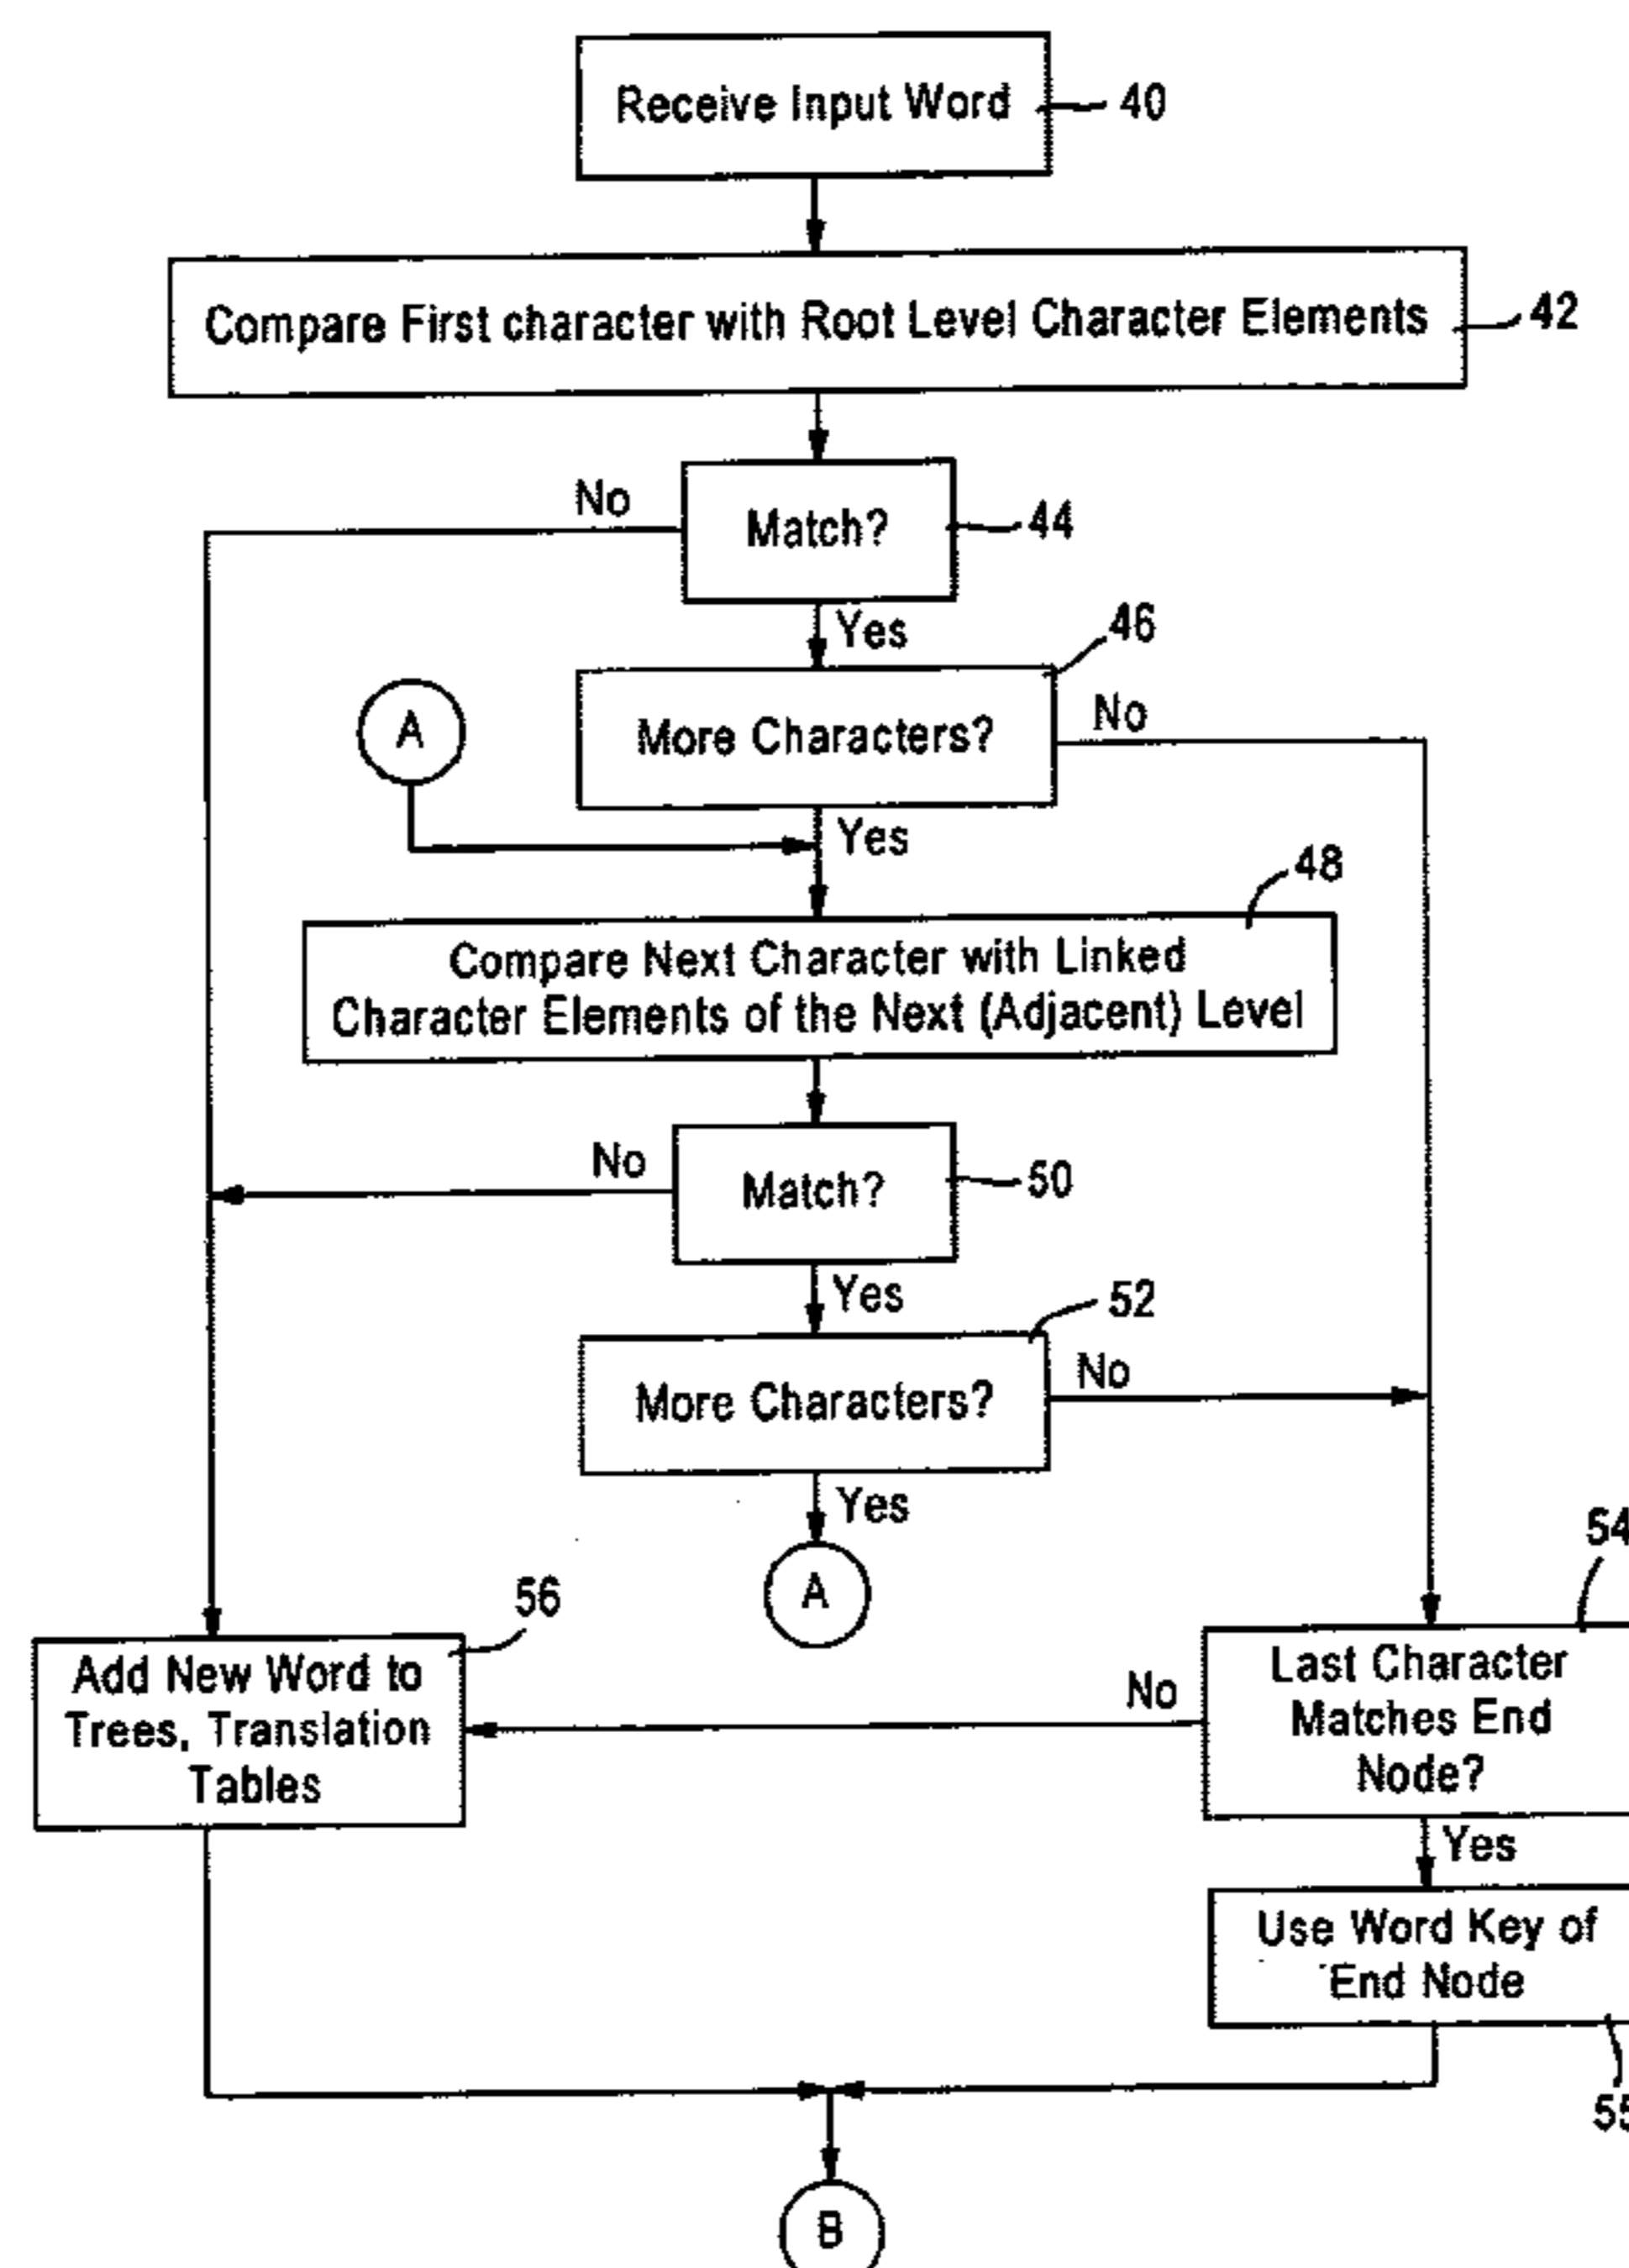 Receive Input Word
40
Compare First character with Root Level Character Elements
42
No
Match?
44
Yes
46
A
More Characters?
No
Yes
48
Compare Next Character with Linked
Character Elements of the Next (Adjacent) Level
No
Match?
50
Yes
52
More Characters?
No
Yes
A
54
56
Add New Word to
Trees, Translation
Tables
No
Last Character
Matches End
Node?
Yes
Use Word Key of
End Node
55
B